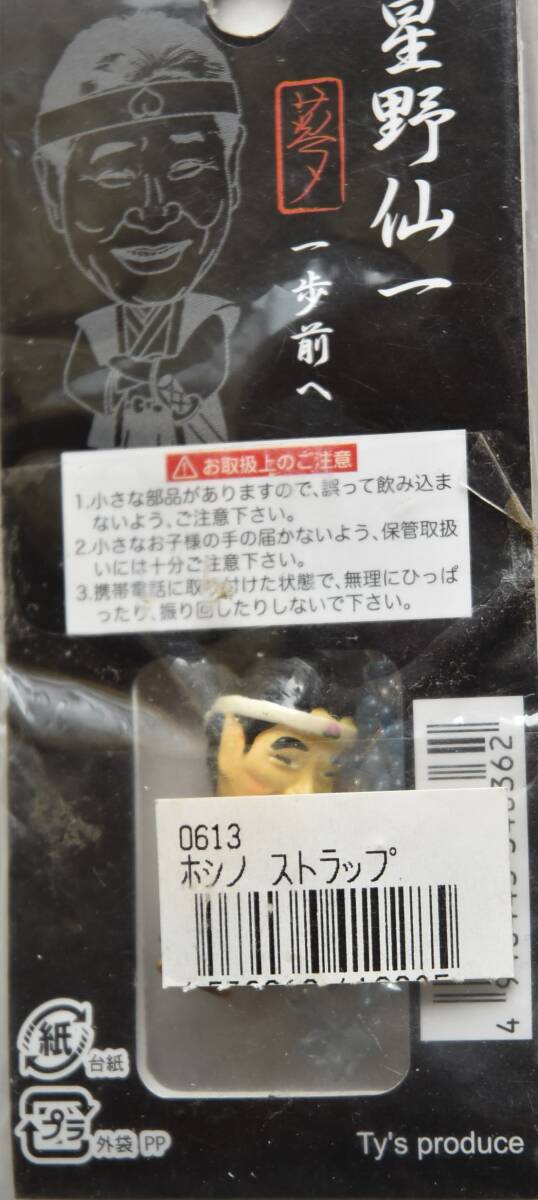 星野仙一
夢
一歩前へ
お取扱上のご注意
1.小さな部品がありますので、誤って飲み込ま
ないよう、ご注意下さい。
2.小さなお子様の手の届かないよう、保管取扱
いには十分ご注意下さい。
3.携帯電話に取り付けた状態で、無理にひっぱ
ったり、振り回したりしないで下さい。
0613
ホシノ ストラップ
紙
台紙
プラ
外袋 PP
Ty's produce